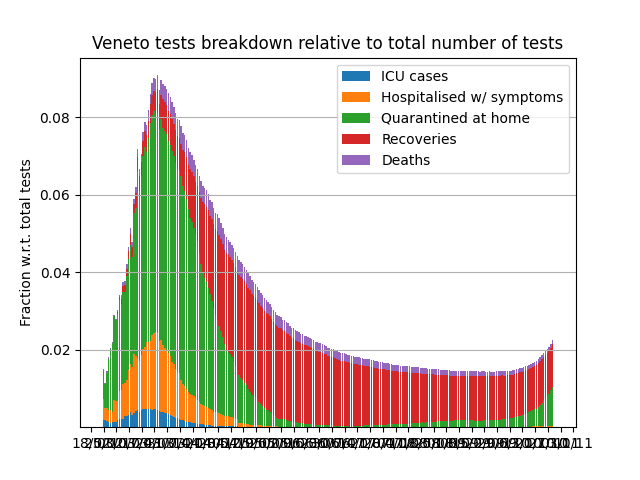 Veneto tests breakdown relative to total number of tests
ICU cases
Hospitalised w/ symptoms
Quarantined at home
Recoveries
Deaths
Fraction w.r.t. total tests
0.08
0.06
0.04
0.02